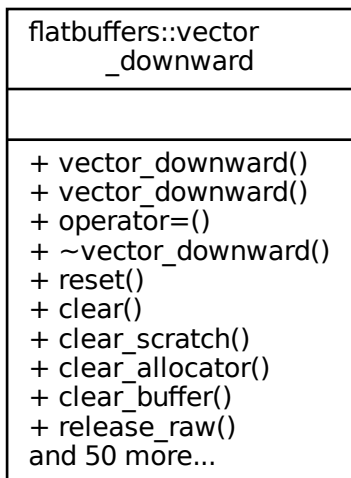 flatbuffers::vector
_downward
+ vector_downward()
+ vector_downward()
+ operator=()
+ ~vector_downward()
+ reset()
+ clear()
+ clear_scratch()
+ clear_allocator()
+ clear_buffer()
+ release_raw()
and 50 more...